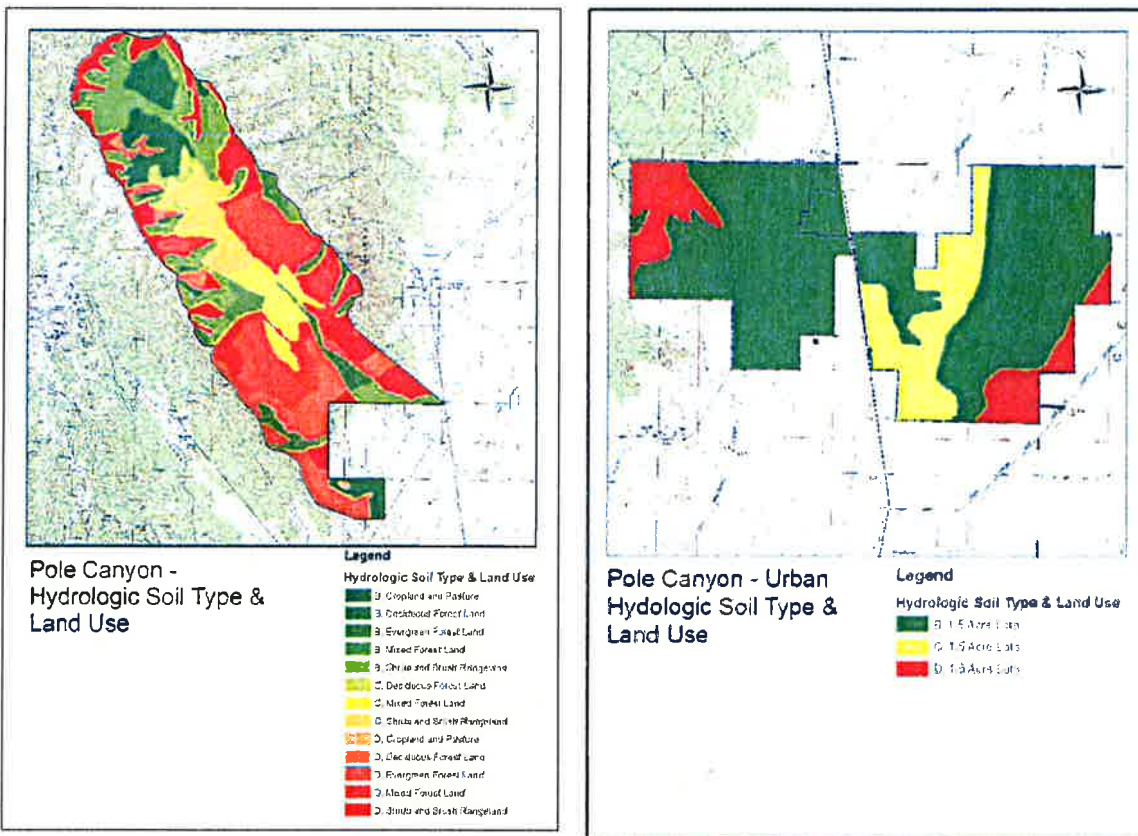 Pole Canyon -
Hydrologic Soil Type &
Land Use
Legend
Hydrologic Soil Type & Land Use
B, Cropland and Pasture
B, Deciduous Forest Land
B, Evergreen Forest Land
B, Mixed Forest Land
B, Shrub and Brush Rangeland
C, Deciduous Forest Land
C, Mixed Forest Land
C, Shrub and Brush Rangeland
D, Cropland and Pasture
D, Deciduous Forest Land
D, Evergreen Forest Land
D, Mixed Forest Land
D, Shrub and Brush Rangeland
Pole Canyon - Urban
Hydologic Soil Type &
Land Use
Legend
Hydrologic Soil Type & Land Use
B, 1.5 Acre Lots
C, 1.5 Acre Lots
D, 1.5 Acre Lots